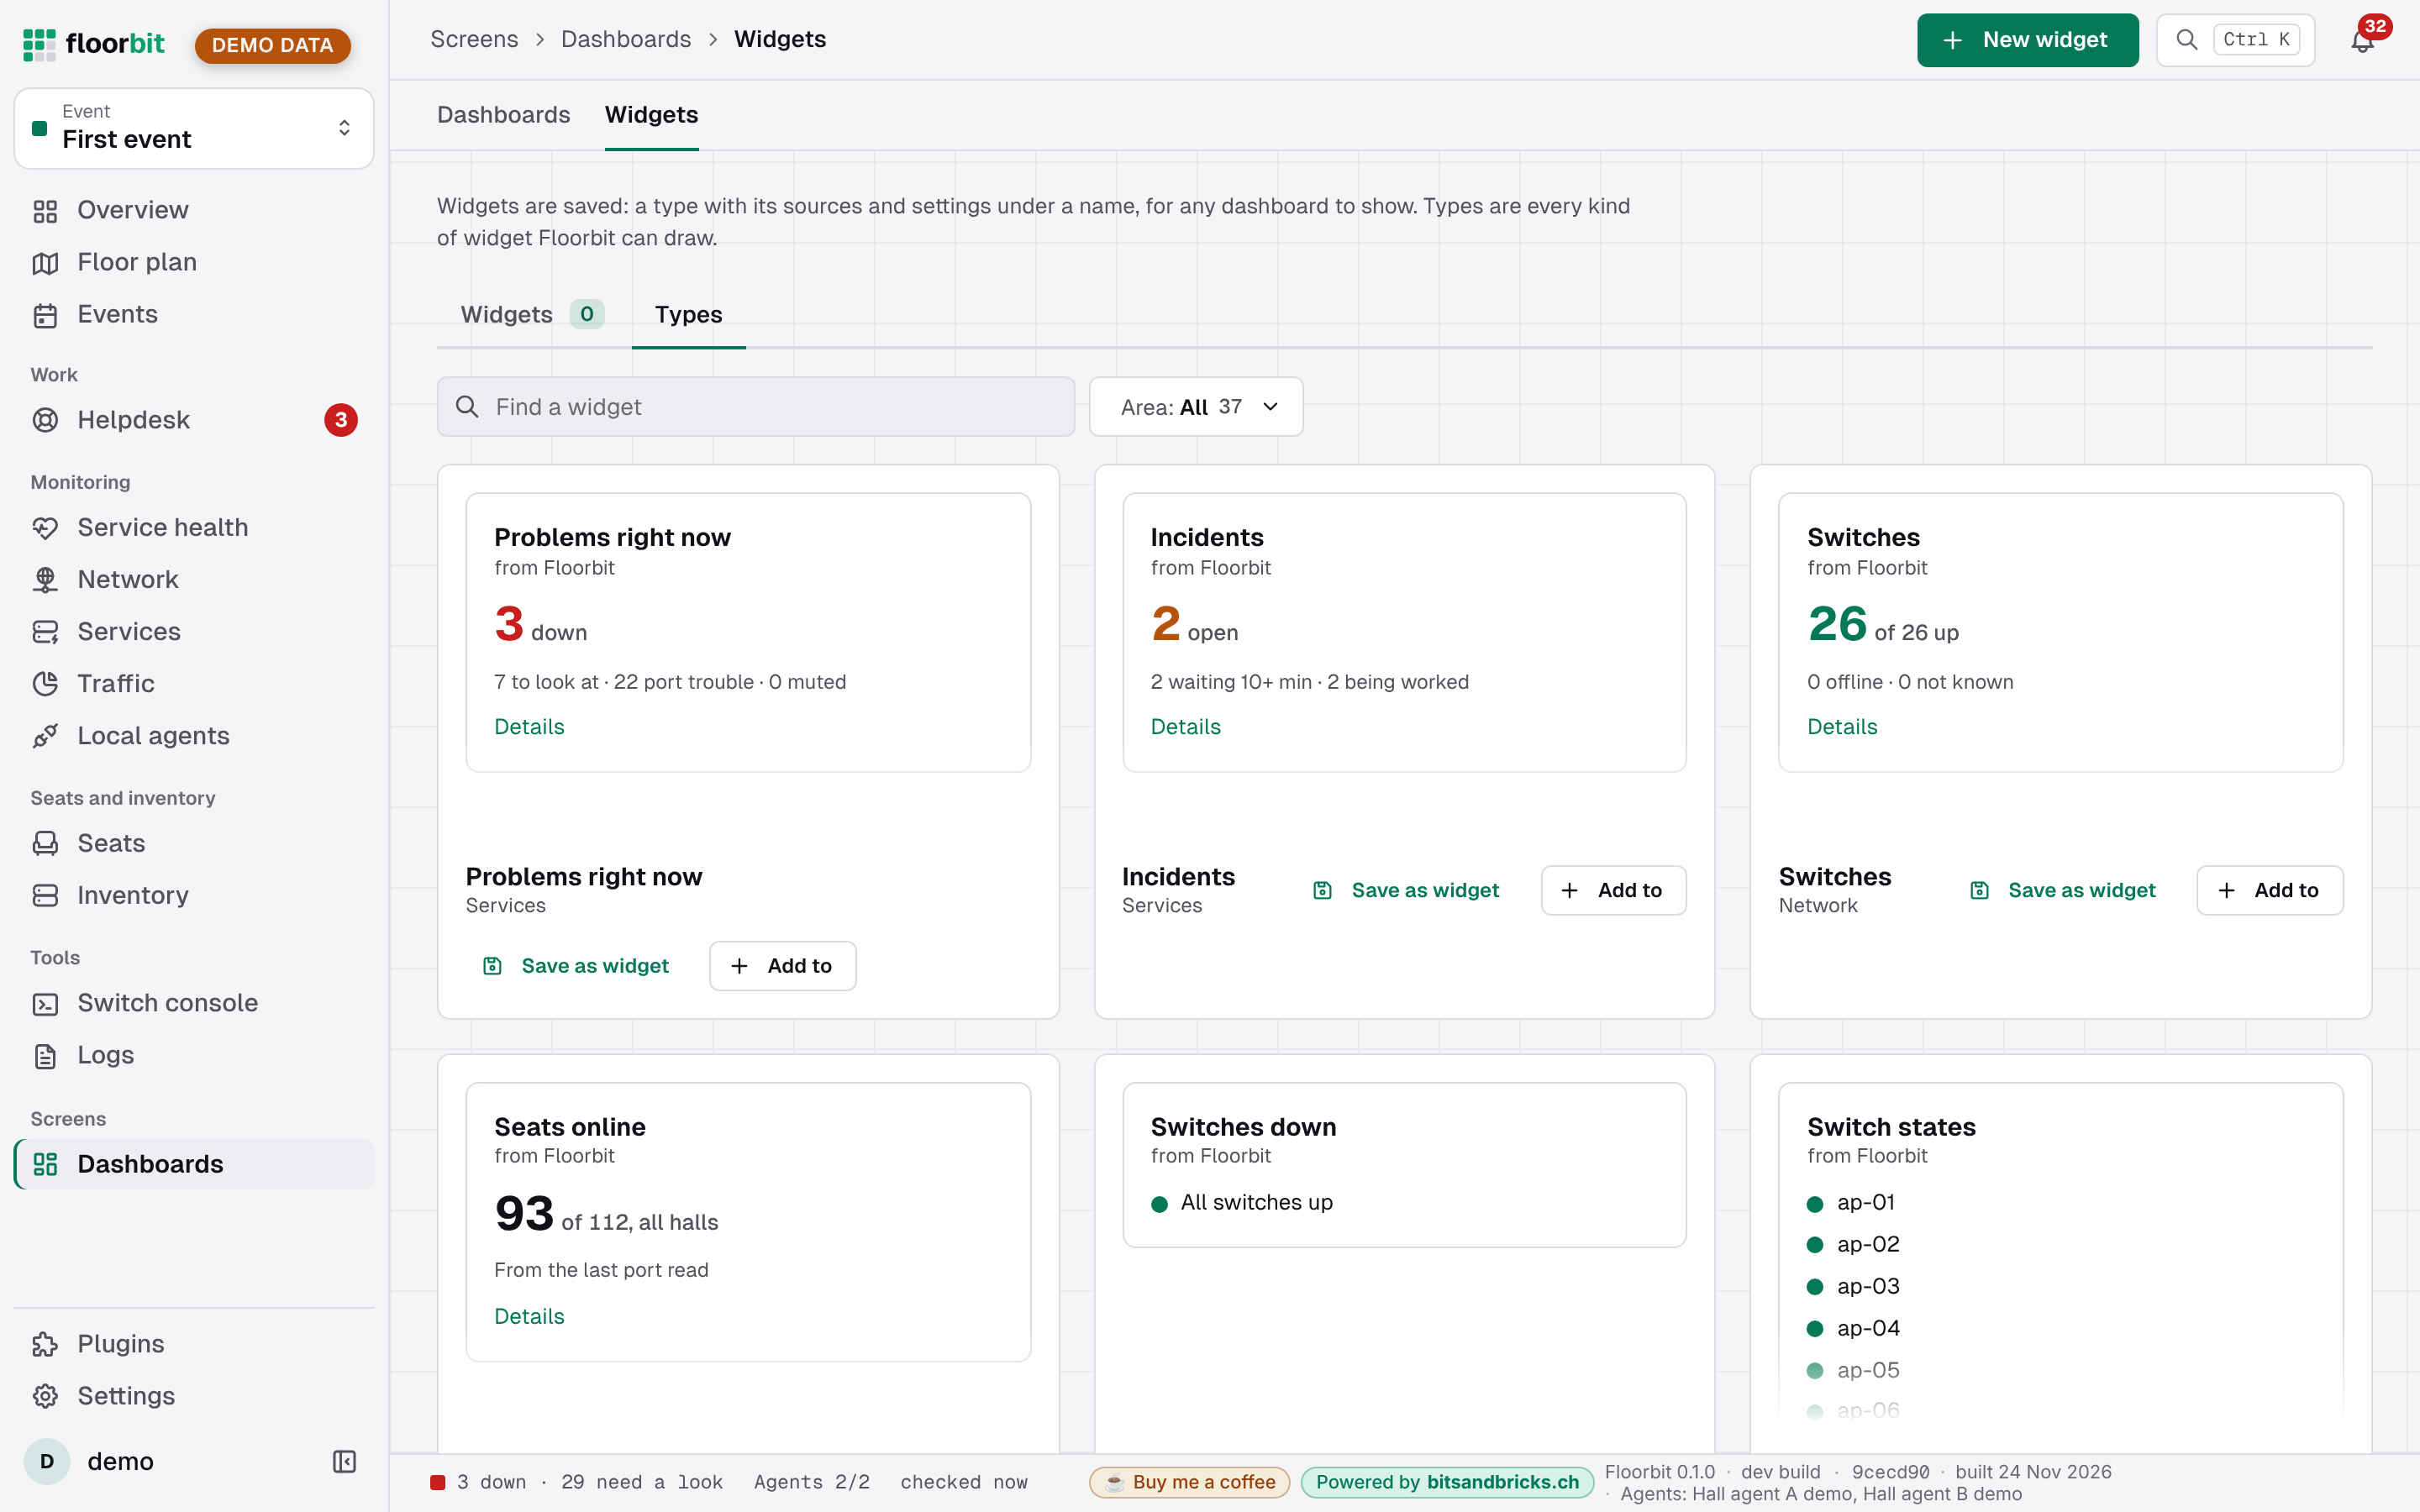 floorbit
DEMO DATA
Event
First event
Overview
Floor plan
Events
Work
Helpdesk
3
Monitoring
Service health
Network
Services
Traffic
Local agents
Seats and inventory
Seats
Inventory
Tools
Switch console
Logs
Screens
Dashboards
Plugins
Settings
D
demo
Screens
Dashboards
Widgets
New widget
Ctrl K
32
Dashboards
Widgets
Widgets are saved: a type with its sources and settings under a name, for any dashboard to show. Types are every kind
of widget Floorbit can draw.
Widgets 0
Types
Find a widget
Area: All 37
Problems right now
from Floorbit
3 down
7 to look at · 22 port trouble · 0 muted
Details
Problems right now
Services
Save as widget
Add to
Incidents
from Floorbit
2 open
2 waiting 10+ min · 2 being worked
Details
Incidents
Services
Save as widget
Add to
Switches
from Floorbit
26 of 26 up
0 offline · 0 not known
Details
Switches
Network
Save as widget
Add to
Seats online
from Floorbit
93 of 112, all halls
From the last port read
Details
Switches down
from Floorbit
All switches up
Switch states
from Floorbit
ap-01
ap-02
ap-03
ap-04
ap-05
ap-06
3 down · 29 need a look
Agents 2/2
checked now
Buy me a coffee
Powered by bitsandbricks.ch
Floorbit 0.1.0 · dev build · 9cecd90 · built 24 Nov 2026
· Agents: Hall agent A demo, Hall agent B demo